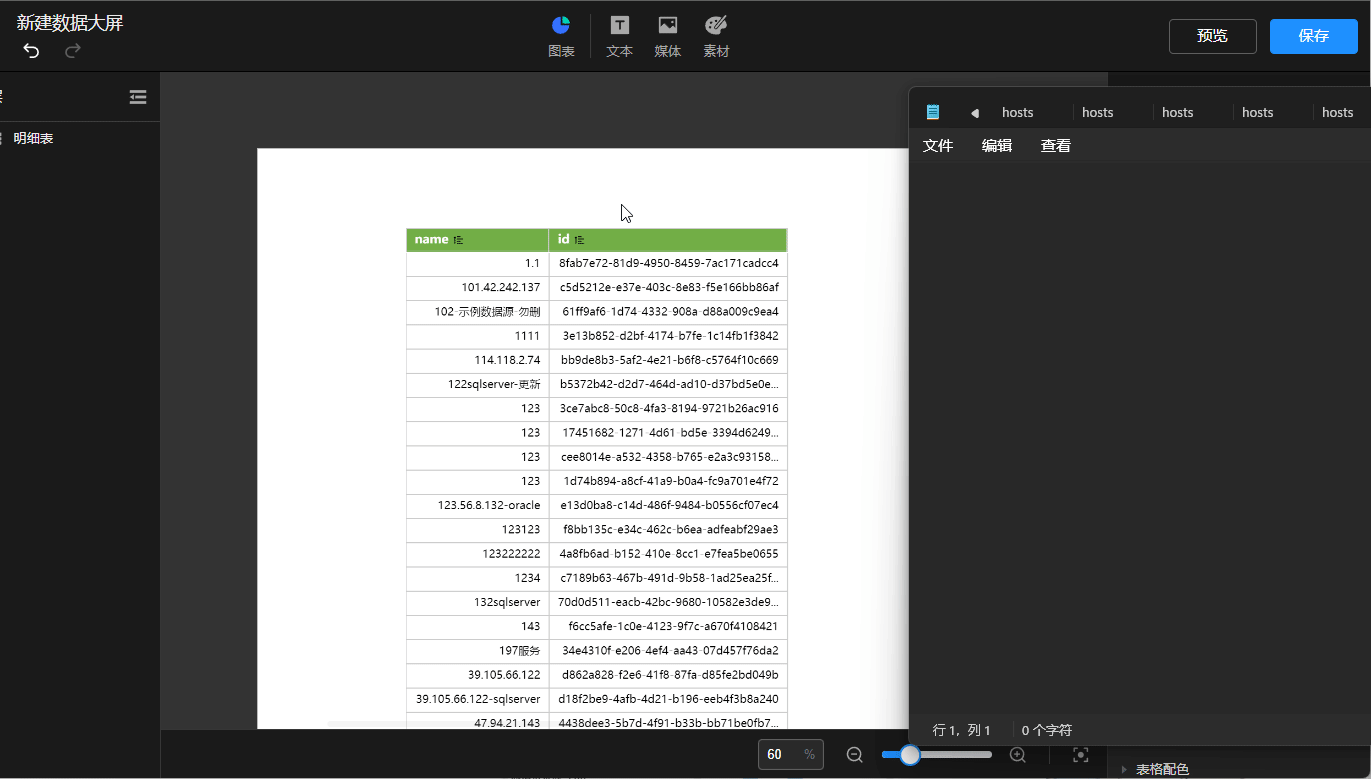 新建数据大屏
图表
文本
媒体
素材
预览
保存
明细表
hosts hosts hosts hosts hosts
文件 编辑 查看
name id
1.1 8fab7e72-81d9-4950-8459-7ac171cadcc4
101.42.242.137 c5d5212e-e37e-403c-8e83-f5e166bb86af
102-示例数据源-勿删 61ff9af6-1d74-4332-908a-d88a009c9ea4
1111 3e13b852-d2bf-4174-b7fe-1c14fb1f3842
114.118.2.74 bb9de8b3-5af2-4e21-b6f8-c5764f10c669
122sqlserver-更新 b5372b42-d2d7-464d-ad10-d37bd5e0e...
123 3ce7abc8-50c8-4fa3-8194-9721b26ac916
123 17451682-1271-4d61-bd5e-3394d6249...
123 cee8014e-a532-4358-b765-e2a3c93158...
123 1d74b894-a8cf-41a9-b0a4-fc9a701e4f72
123.56.8.132-oracle e13d0ba8-c14d-486f-9484-b0556cf07ec4
123123 f8bb135c-e34c-462c-b6ea-adfeabf29ae3
123222222 4a8fb6ad-b152-410e-8cc1-e7fea5be0655
1234 c7189b63-467b-491d-9b58-1ad25ea25f...
132sqlserver 70d0d511-eacb-42bc-9680-10582e3de9...
143 f6cc5afe-1c0e-4123-9f7c-a670f4108421
197服务 34e4310f-e206-4ef4-aa43-07d457f76da2
39.105.66.122 d862a828-f2e6-41f8-87fa-d85fe2bd049b
39.105.66.122-sqlserver d18f2be9-4afb-4d21-b196-eeb4f3b8a240
47.94.21.143 4438dee3-5b7d-4f91-b33b-bb71be0fb7...
行 1，列 1 0 个字符
60 %
表格配色